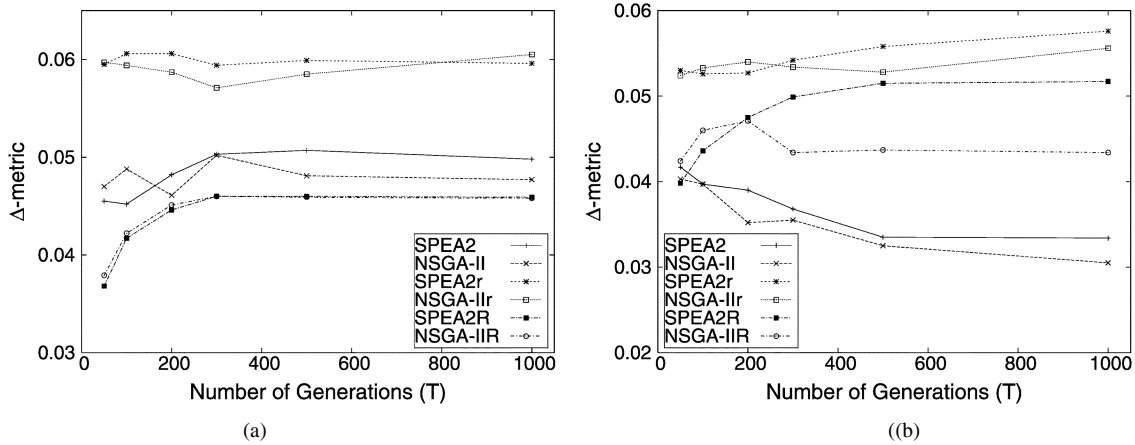 0.06
0.05
0.04
0.03
0 200 400 600 800 1000
Δ-metric
Number of Generations (T)
SPEA2
NSGA-II
SPEA2r
NSGA-IIr
SPEA2R
NSGA-IIR
(a)
0.06
0.05
0.04
0.03
0.02
0 200 400 600 800 1000
Δ-metric
Number of Generations (T)
SPEA2
NSGA-II
SPEA2r
NSGA-IIr
SPEA2R
NSGA-IIR
((b)